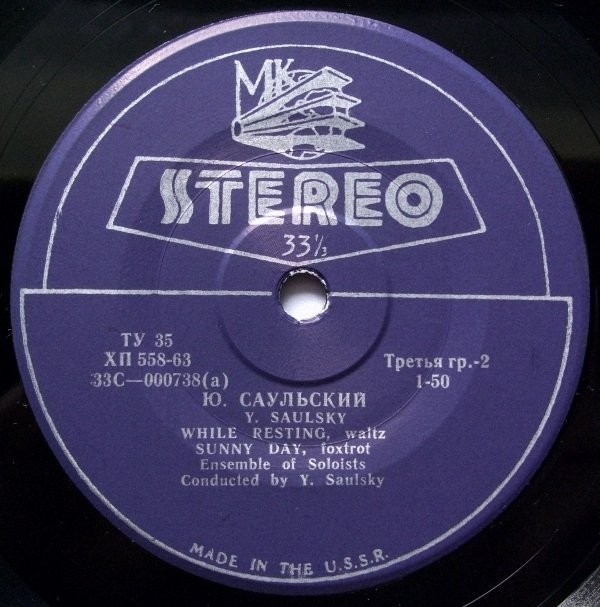 МК
STEREO
33⅓
ТУ 35
ХП 558-63
33С—000738(а)
Третья гр.-2
1-50
Ю. САУЛЬСКИЙ
Y. SAULSKY
WHILE RESTING, waltz
SUNNY DAY, foxtrot
Ensemble of Soloists
Conducted by Y. Saulsky
MADE IN THE U.S.S.R.